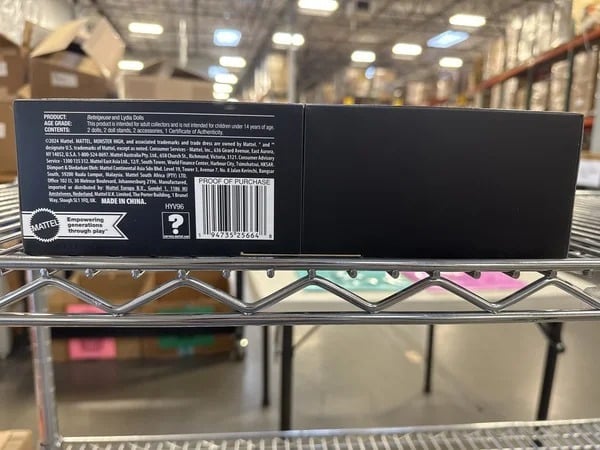 PRODUCT: Betelgeuse and Lydia Dolls
AGE GRADE: This product is intended for adult collectors and is not intended for children under 14 years of age.
CONTENTS: 2 dolls, 2 doll stands, 2 accessories, 1 Certificate of Authenticity.
©2024 Mattel. MATTEL, MONSTER HIGH, and associated trademarks and trade dress are owned by Mattel. ® and ™
designate U.S. trademarks of Mattel, except as noted. Consumer Services - Mattel, Inc., 636 Girard Avenue, East Aurora,
NY 14052, U.S.A. 1-800-524-8697. Mattel Australia Pty. Ltd., 658 Church St., Richmond, Victoria, 3121. Consumer Advisory
Service - 1300 135 312. Mattel East Asia Ltd., 12/F, South Tower, World Finance Center, Harbour City, Tsimshatsui, HKSAR,
Diimport & Diedarkan Oleh: Mattel Continental Asia Sdn Bhd. Level 19, Tower 3, Avenue 7, No. 8 Jalan Kerinchi, Bangsar
South, 59200 Kuala Lumpur, Malaysia. Mattel South Africa (PTY) LTD,
Office 102 I3, 30 Melrose Boulevard, Johannesburg 2196. Manufactured,
imported or distributed by Mattel Europa B.V., Gondel 1, 1186 MJ
Amstelveen, Nederland. Mattel U.K. Limited, The Porter Building, 1 Brunel
Way, Slough SL1 1FQ, UK. MADE IN CHINA.
PROOF OF PURCHASE
HYV96
MATTEL
Empowering
generations
through play™
?
1 94735 25664 8